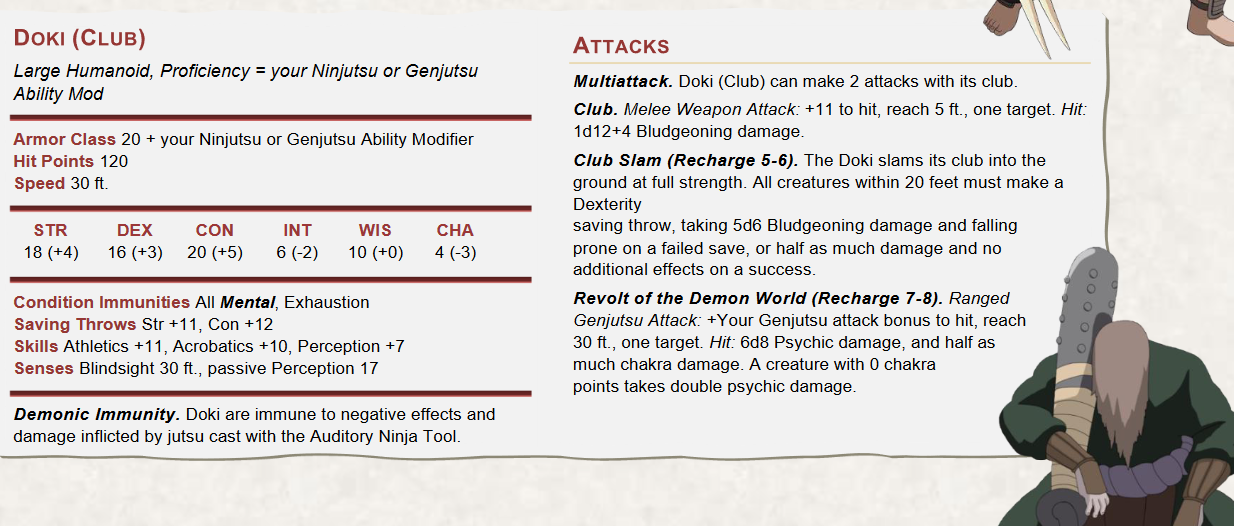 DOKI (CLUB)
Large Humanoid, Proficiency = your Ninjutsu or Genjutsu
Ability Mod
Armor Class 20 + your Ninjutsu or Genjutsu Ability Modifier
Hit Points 120
Speed 30 ft.
STR DEX CON INT WIS CHA
18 (+4) 16 (+3) 20 (+5) 6 (-2) 10 (+0) 4 (-3)
Condition Immunities All Mental, Exhaustion
Saving Throws Str +11, Con +12
Skills Athletics +11, Acrobatics +10, Perception +7
Senses Blindsight 30 ft., passive Perception 17
Demonic Immunity. Doki are immune to negative effects and
damage inflicted by jutsu cast with the Auditory Ninja Tool.
ATTACKS
Multiattack. Doki (Club) can make 2 attacks with its club.
Club. Melee Weapon Attack: +11 to hit, reach 5 ft., one target. Hit:
1d12+4 Bludgeoning damage.
Club Slam (Recharge 5-6). The Doki slams its club into the
ground at full strength. All creatures within 20 feet must make a
Dexterity
saving throw, taking 5d6 Bludgeoning damage and falling
prone on a failed save, or half as much damage and no
additional effects on a success.
Revolt of the Demon World (Recharge 7-8). Ranged
Genjutsu Attack: +Your Genjutsu attack bonus to hit, reach
30 ft., one target. Hit: 6d8 Psychic damage, and half as
much chakra damage. A creature with 0 chakra
points takes double psychic damage.